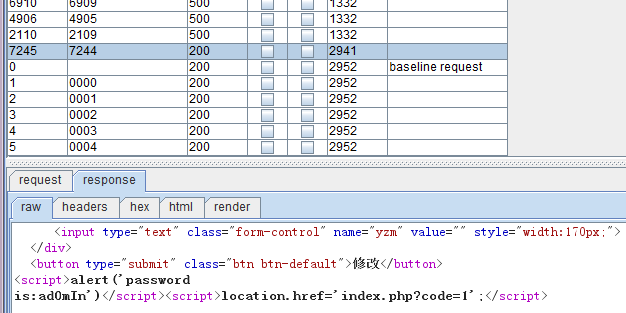 6910 6909 500 1332
4906 4905 500 1332
2110 2109 500 1332
7245 7244 200 2941
0 200 2952 baseline request
1 0000 200 2952
2 0001 200 2952
3 0002 200 2952
4 0003 200 2952
5 0004 200 2952
request response
raw headers hex html render
<input type="text" class="form-control" name="yzm" value="" style="width:170px;">
</div>
<button type="submit" class="btn btn-default">修改</button>
<script>alert('password
is:ad0mIn')</script><script>location.href='index.php?code=1';</script>